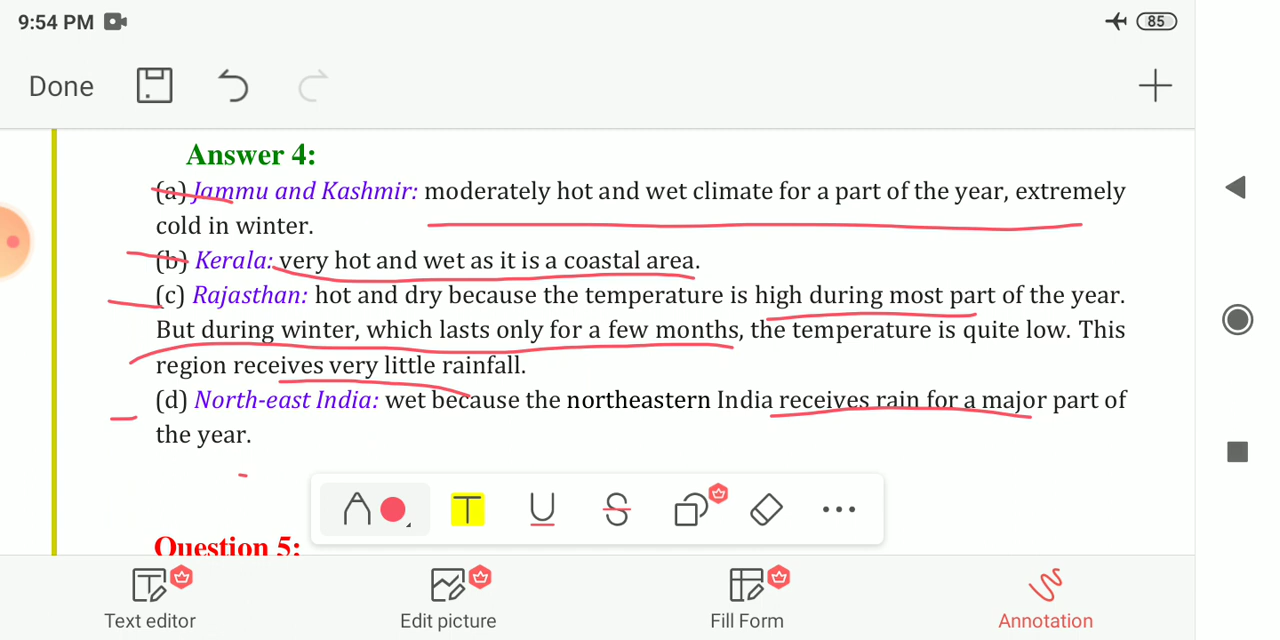 9:54 PM
85
Done
Answer 4:
(a) Jammu and Kashmir: moderately hot and wet climate for a part of the year, extremely
cold in winter.
(b) Kerala: very hot and wet as it is a coastal area.
(c) Rajasthan: hot and dry because the temperature is high during most part of the year.
But during winter, which lasts only for a few months, the temperature is quite low. This
region receives very little rainfall.
(d) North-east India: wet because the northeastern India receives rain for a major part of
the year.
T
U
S
Question 5:
Text editor
Edit picture
Fill Form
Annotation